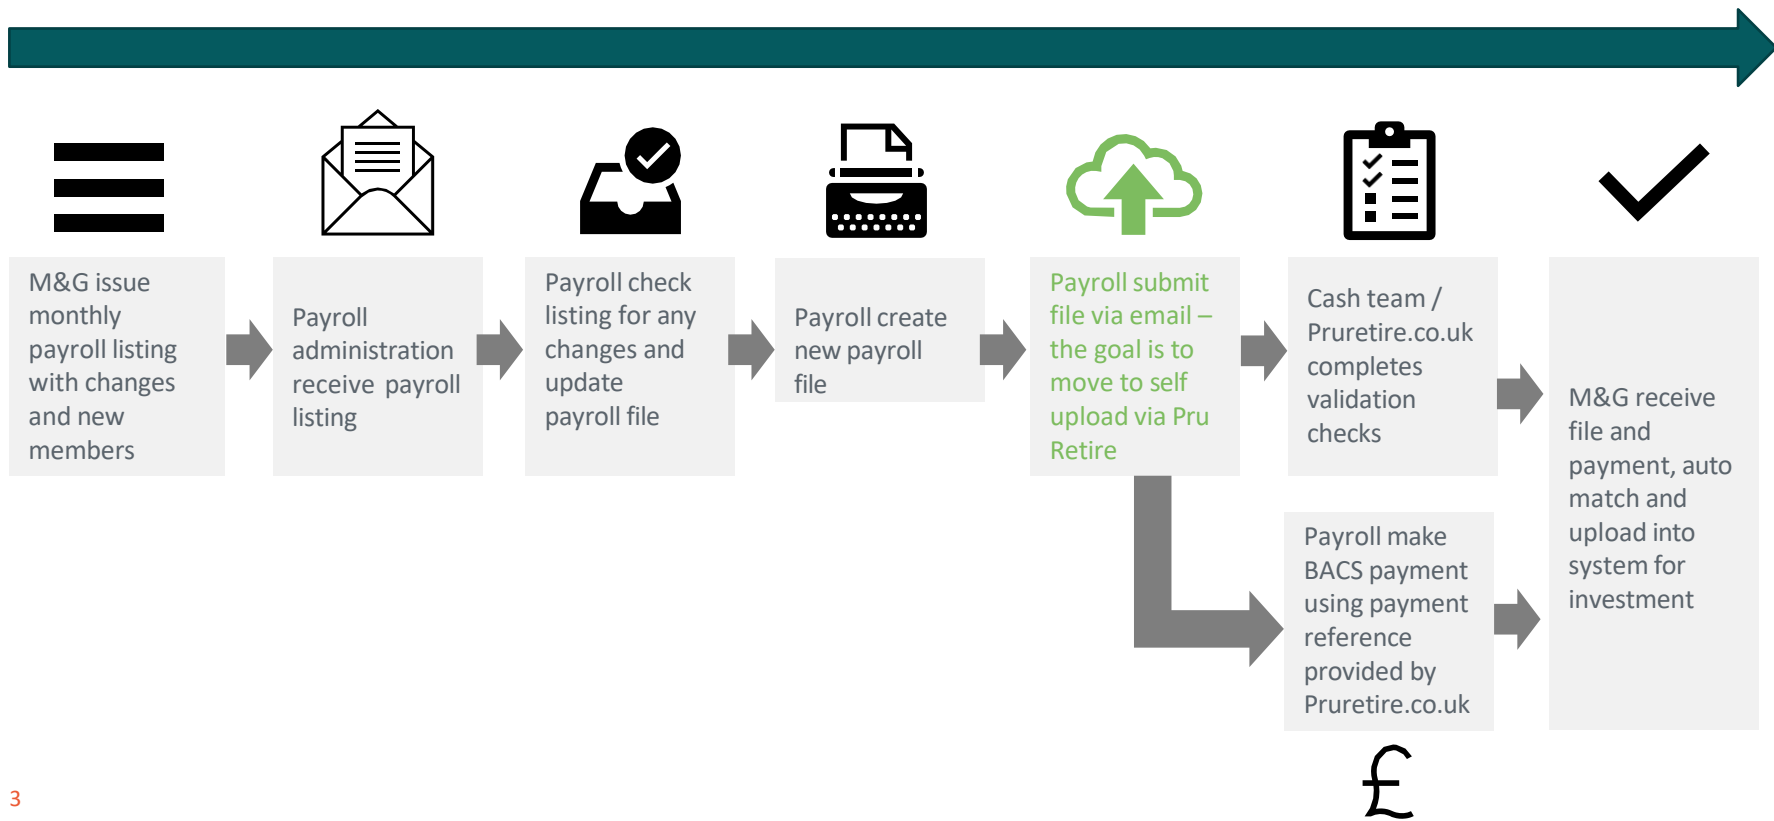 M&G issue
monthly
payroll listing
with changes
and new
members
Payroll
administration
receive payroll
listing
Payroll check
listing for any
changes and
update
payroll file
Payroll create
new payroll
file
Payroll submit
file via email –
the goal is to
move to self
upload via Pru
Retire
Cash team /
Pruretire.co.uk
completes
validation
checks
Payroll make
BACS payment
using payment
reference
provided by
Pruretire.co.uk
£
M&G receive
file and
payment, auto
match and
upload into
system for
investment
3